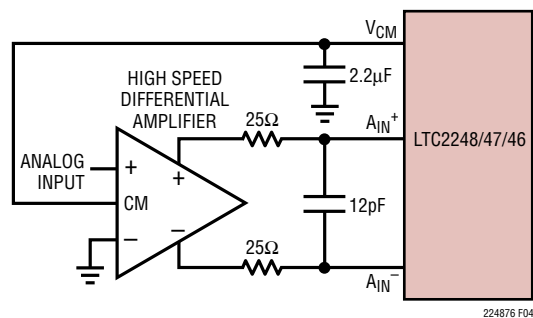 V_CM
2.2µF
HIGH SPEED
DIFFERENTIAL
AMPLIFIER
25Ω
A_IN^+
LTC2248/47/46
ANALOG
INPUT
+
+
CM
12pF
–
–
25Ω
A_IN^–
224876 F04